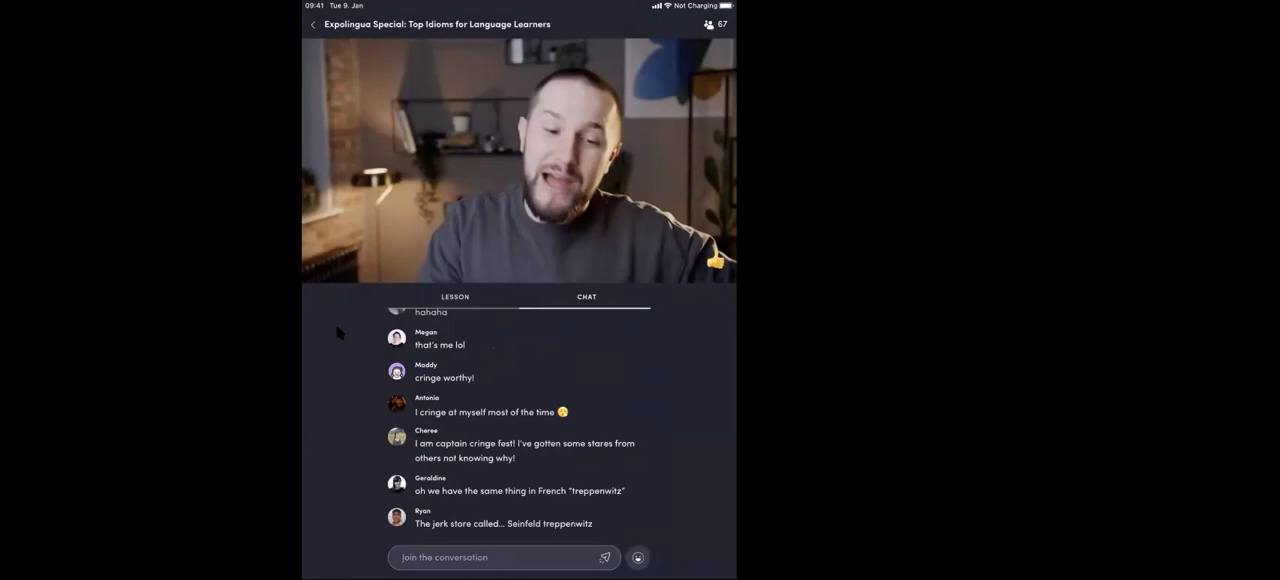 09:41 Tue 9. Jan Not Charging
Expolingua Special: Top Idioms for Language Learners 67
LESSON CHAT
hahaha
Megan
that's me lol
Maddy
cringe worthy!
Antonia
I cringe at myself most of the time
Cheree
I am captain cringe fest! I've gotten some stares from
others not knowing why!
Geraldine
oh we have the same thing in French "treppenwitz"
Ryan
The jerk store called... Seinfeld treppenwitz
Join the conversation